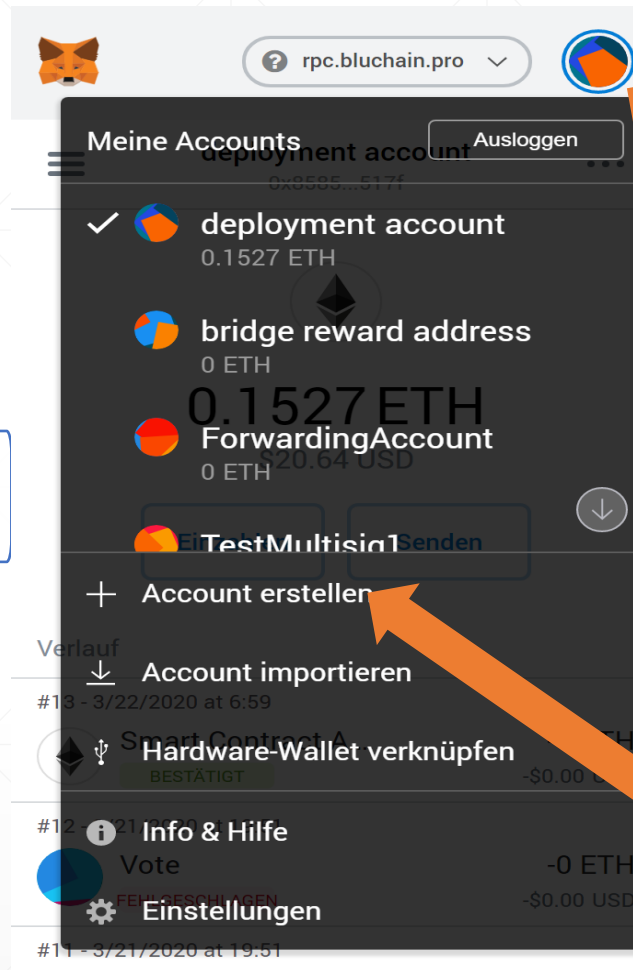 rpc.bluchain.pro
Meine Accounts
Ausloggen
deployment account
0x8585...517f
deployment account
0.1527 ETH
bridge reward address
0 ETH
0.1527 ETH
ForwardingAccount
$20.64 USD
0 ETH
TestMultisig1
Senden
Account erstellen
Verlauf
Account importieren
#13 - 3/22/2020 at 6:59
Smart Contract A...
Hardware-Wallet verknüpfen
BESTÄTIGT
-$0.00 U
#12 -
Info & Hilfe
Vote
-0 ETH
FEHLGESCHLAGEN
-$0.00 USD
Einstellungen
#11 - 3/21/2020 at 19:51